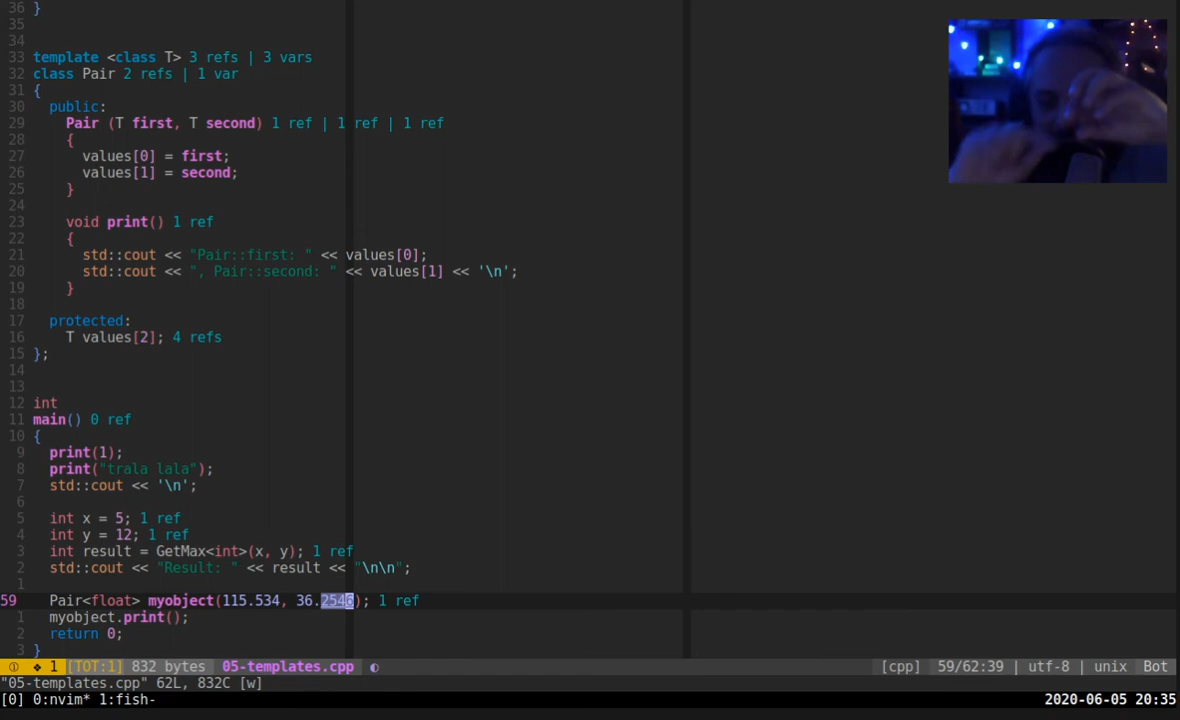 36 }
35
34
33 template <class T> 3 refs | 3 vars
32 class Pair 2 refs | 1 var
31 {
30 public:
29 Pair (T first, T second) 1 ref | 1 ref | 1 ref
28 {
27 values[0] = first;
26 values[1] = second;
25 }
24
23 void print() 1 ref
22 {
21 std::cout << "Pair::first: " << values[0];
20 std::cout << ", Pair::second: " << values[1] << '\n';
19 }
18
17 protected:
16 T values[2]; 4 refs
15 };
14
13
12 int
11 main() 0 ref
10 {
9 print(1);
8 print("trala lala");
7 std::cout << '\n';
6
5 int x = 5; 1 ref
4 int y = 12; 1 ref
3 int result = GetMax<int>(x, y); 1 ref
2 std::cout << "Result: " << result << "\n\n";
1
59 Pair<float> myobject(115.534, 36.2546); 1 ref
1 myobject.print();
2 return 0;
3 }
① ❖ 1 [TOT:1] 832 bytes 05-templates.cpp ◐ [cpp] 59/62:39 | utf-8 | unix Bot
"05-templates.cpp" 62L, 832C [w]
[0] 0:nvim* 1:fish- 2020-06-05 20:35